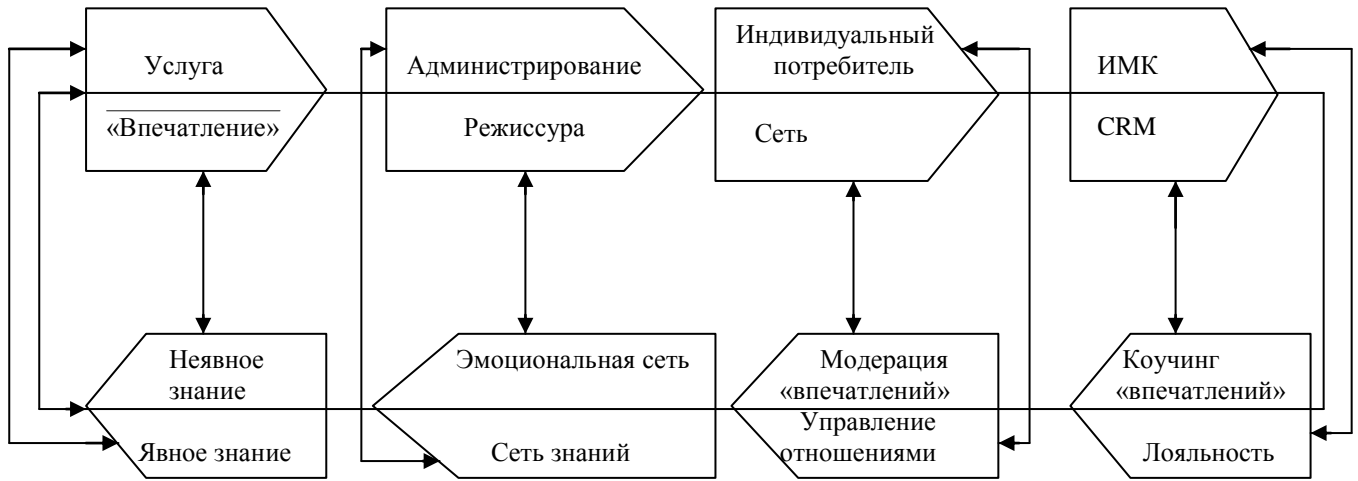 Услуга
«Впечатление»
Администрирование
Режиссура
Индивидуальный
потребитель
Сеть
ИМК
CRM
Неявное
знание
Явное знание
Эмоциональная сеть
Сеть знаний
Модерация
«впечатлений»
Управление
отношениями
Коучинг
«впечатлений»
Лояльность